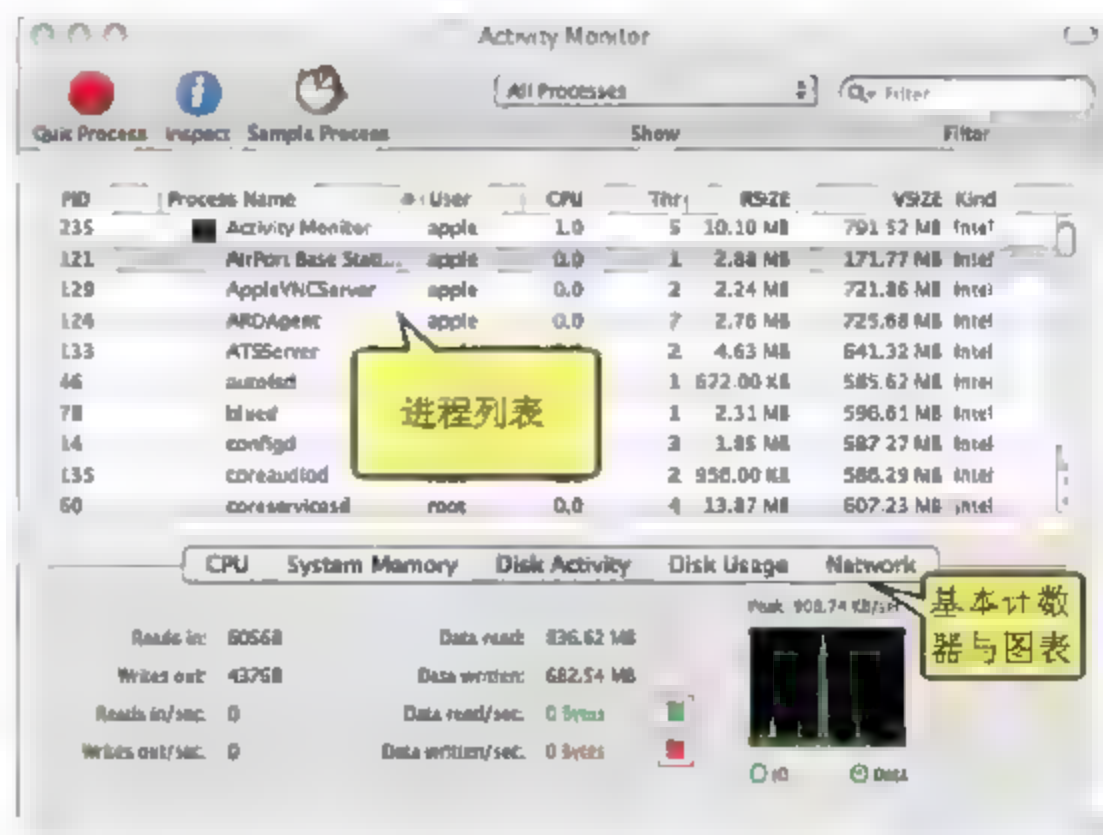 Activity Monitor
All Processes
Filter
Quit Process Inspect Sample Process Show Filter
PID Process Name User CPU Thr RSIZE VSIZE Kind
235 Activity Monitor apple 1.0 5 10.10 MB 791.52 MB Intel
121 AirPort Base Stati... apple 0.0 1 2.88 MB 171.77 MB Intel
129 AppleVNCServer apple 0.0 2 2.24 MB 721.86 MB Intel
124 ARDAgent apple 0.0 7 2.76 MB 725.68 MB Intel
133 ATSServer 2 4.63 MB 641.32 MB Intel
46 autofsd 1 672.00 KB 585.62 MB Intel
78 blued 1 2.31 MB 596.61 MB Intel
14 configd 3 1.85 MB 587.27 MB Intel
135 coreaudiod 2 956.00 KB 586.29 MB Intel
60 coreservicesd root 0.0 4 13.87 MB 607.23 MB Intel
进程列表
CPU System Memory Disk Activity Disk Usage Network
基本计数
器与图表
Peak: 908.74 KB/sec
Reads in: 60568 Data read: 836.62 MB
Writes out: 43768 Data written: 682.54 MB
Reads in/sec: 0 Data read/sec: 0 Bytes
Writes out/sec: 0 Data written/sec: 0 Bytes
IO Data